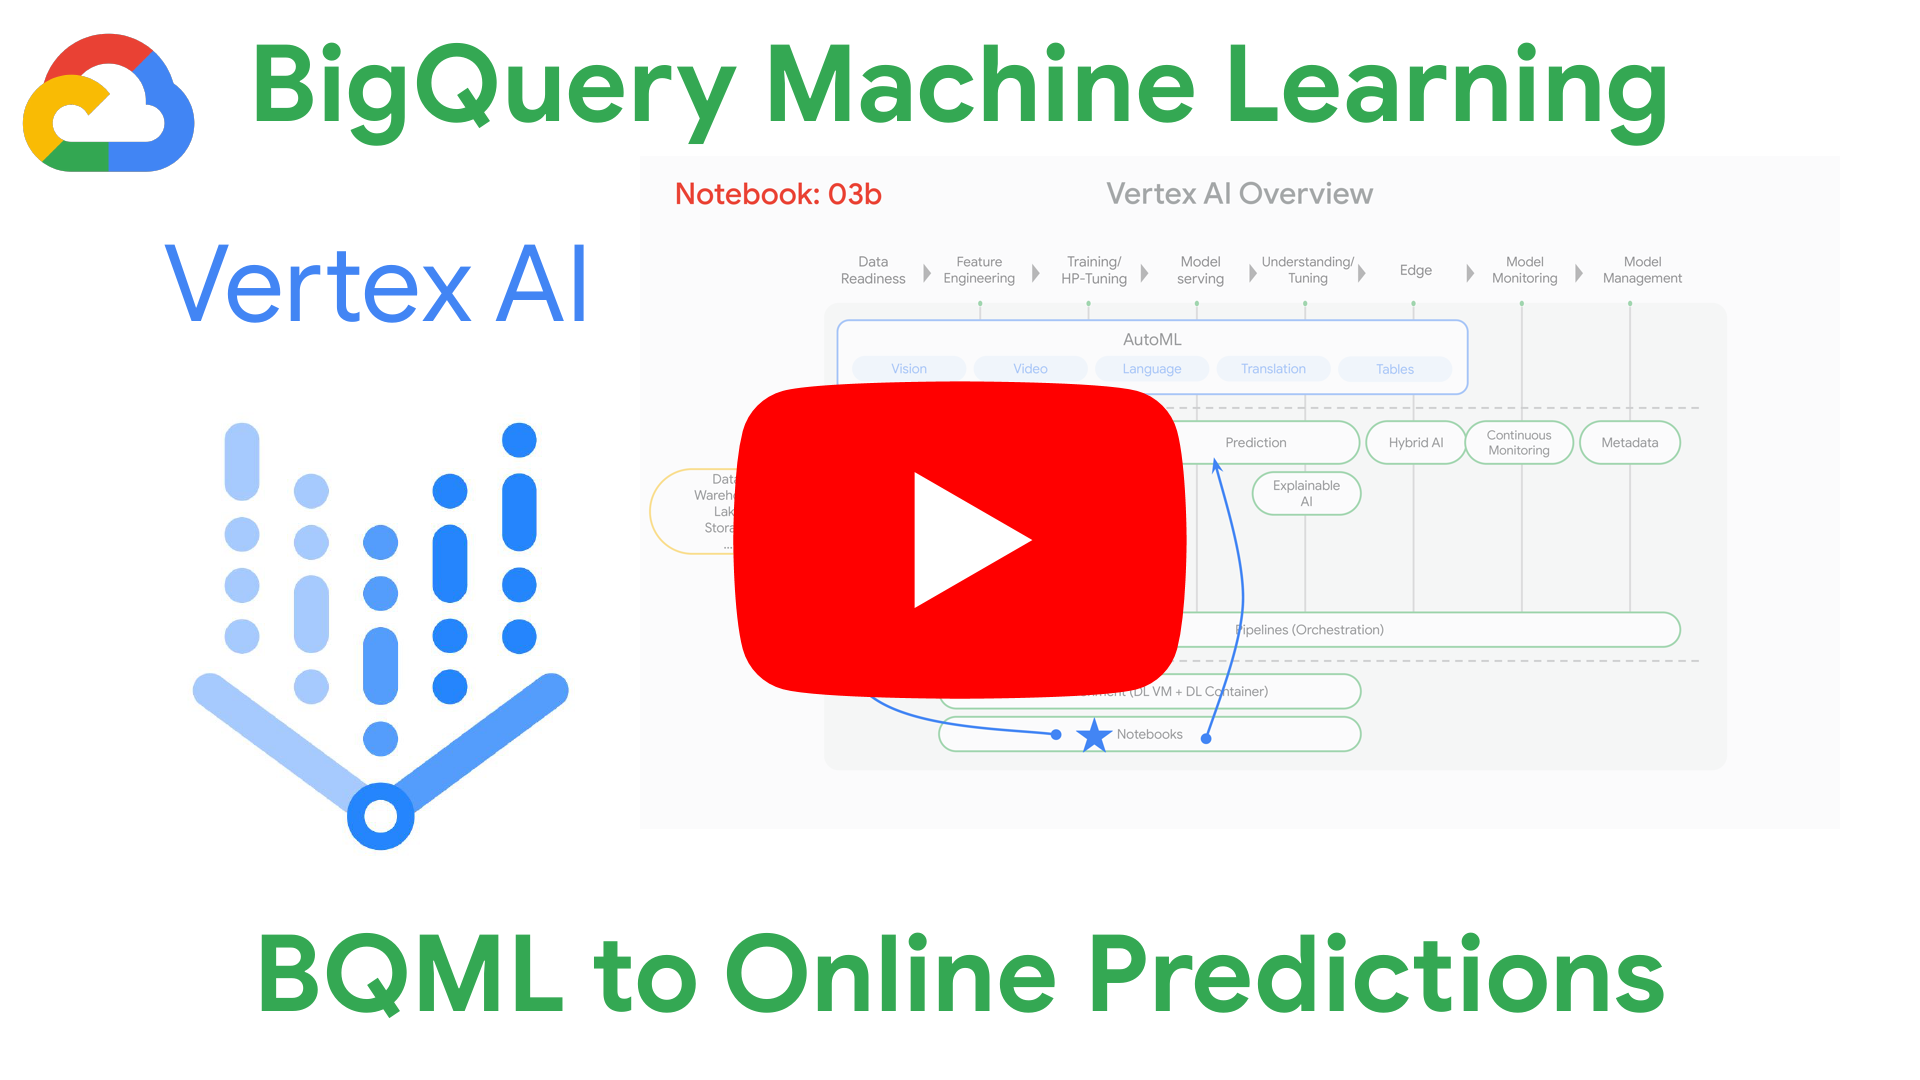 BigQuery Machine Learning
Notebook: 03b
Vertex AI Overview
Vertex AI
Data
Readiness
Feature
Engineering
Training/
HP-Tuning
Model
serving
Understanding/
Tuning
Edge
Model
Monitoring
Model
Management
AutoML
Vision
Video
Language
Translation
Tables
Prediction
Hybrid AI
Continuous
Monitoring
Metadata
Explainable
AI
Data
...
Pipelines (Orchestration)
(DL VM + DL Container)
Notebooks
BQML to Online Predictions